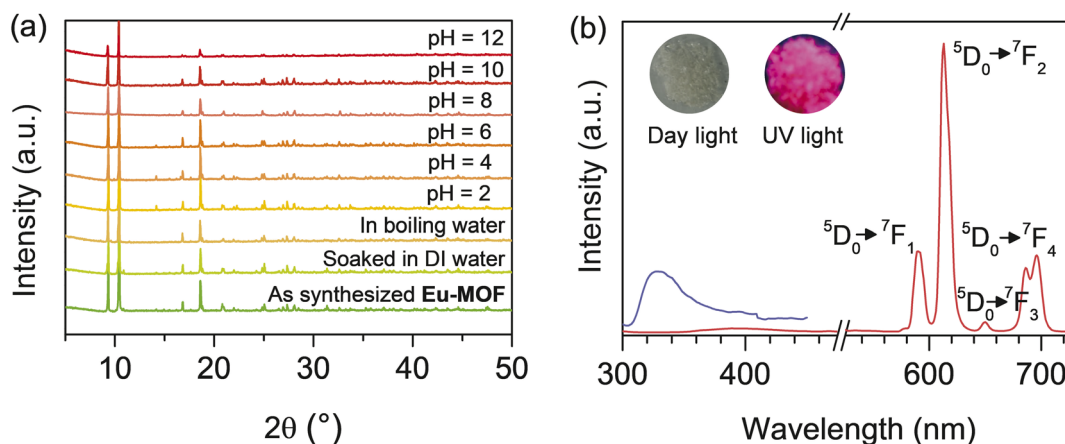 (a)
pH = 12
pH = 10
pH = 8
pH = 6
pH = 4
pH = 2
In boiling water
Soaked in DI water
As synthesized Eu-MOF
Intensity (a.u.)
10 20 30 40 50
2θ (°)
(b)
⁵D₀→⁷F₂
Day light UV light
⁵D₀→⁷F₁ ⁵D₀→⁷F₄
⁵D₀→⁷F₃
Intensity (a.u.)
300 400 600 700
Wavelength (nm)